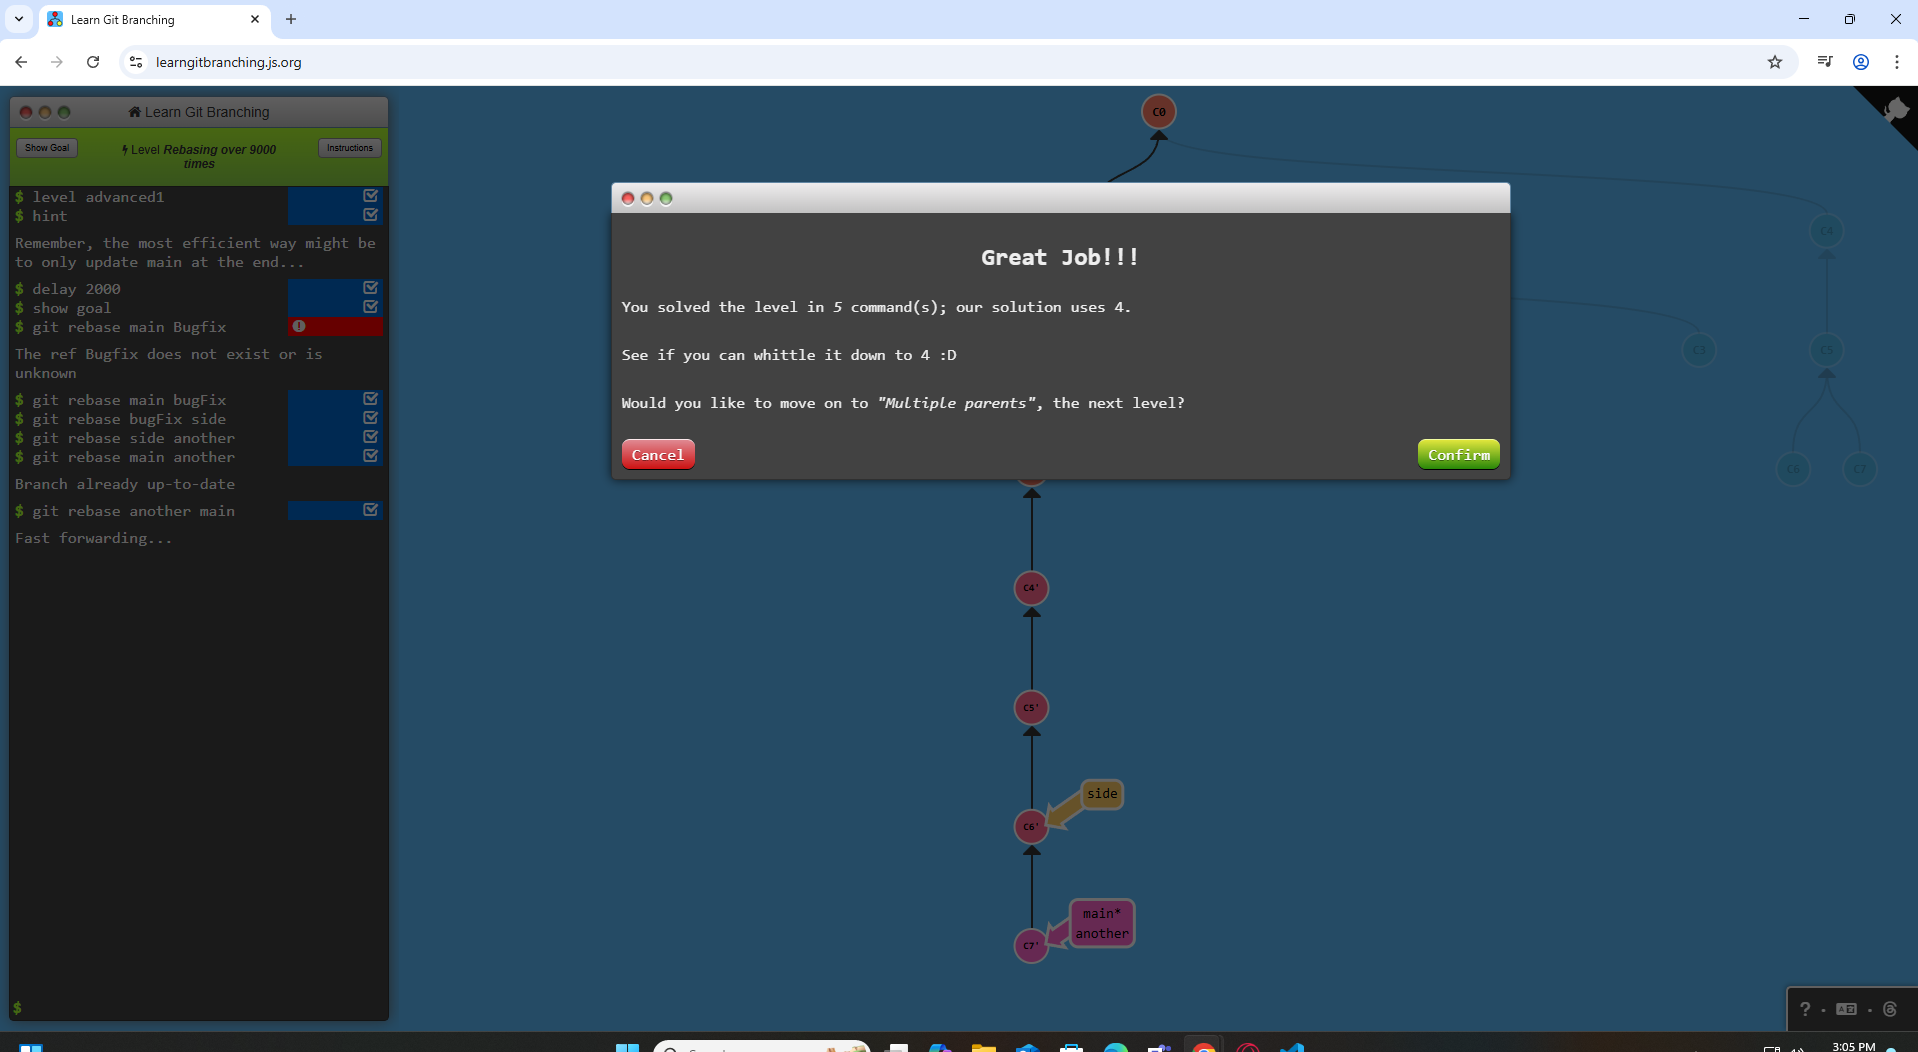 Learn Git Branching
learngitbranching.js.org
Learn Git Branching
Show Goal
Level Rebasing over 9000
times
Instructions
$ level advanced1
$ hint
Remember, the most efficient way might be
to only update main at the end...
$ delay 2000
$ show goal
$ git rebase main Bugfix
The ref Bugfix does not exist or is
unknown
$ git rebase main bugFix
$ git rebase bugFix side
$ git rebase side another
$ git rebase main another
Branch already up-to-date
$ git rebase another main
Fast forwarding...
$
C0
Great Job!!!
You solved the level in 5 command(s); our solution uses 4.
See if you can whittle it down to 4 :D
Would you like to move on to "Multiple parents", the next level?
Cancel
Confirm
C4
C3
C5
C6
C7
C4'
C5'
side
C6'
main*
another
C7'
?
3:05 PM